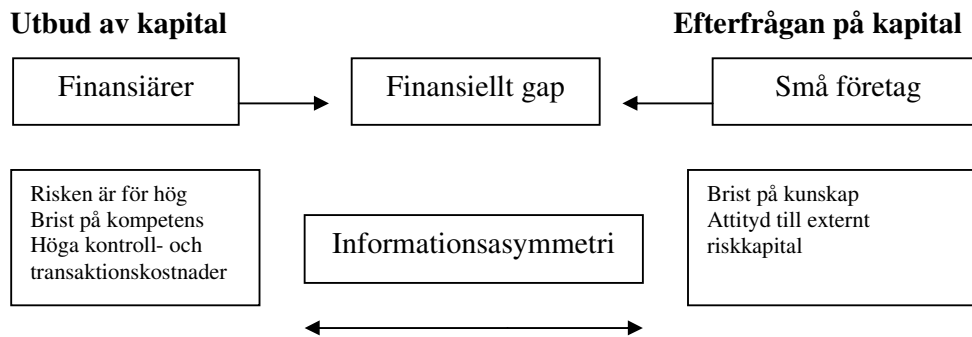 Utbud av kapital
Efterfrågan på kapital
Finansiärer
Finansiellt gap
Små företag
Risken är för hög
Brist på kompetens
Höga kontroll- och
transaktionskostnader
Informationsasymmetri
Brist på kunskap
Attityd till externt
riskkapital